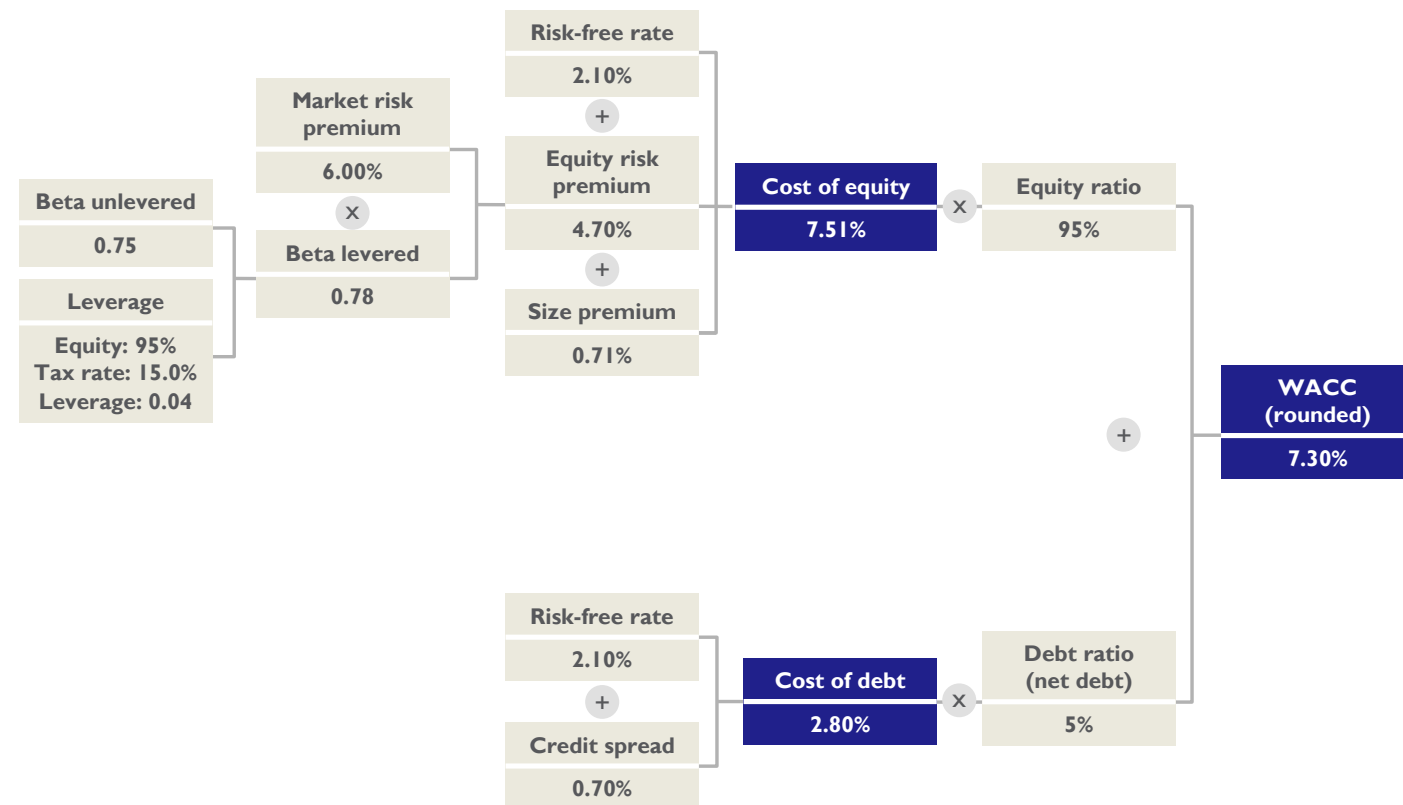 Beta unlevered
0.75
Leverage
Equity: 95%
Tax rate: 15.0%
Leverage: 0.04
Market risk
premium
6.00%
x
Beta levered
0.78
Risk-free rate
2.10%
+
Equity risk
premium
4.70%
+
Size premium
0.71%
Cost of equity
7.51%
x
Equity ratio
95%
+
WACC
(rounded)
7.30%
Risk-free rate
2.10%
+
Credit spread
0.70%
Cost of debt
2.80%
x
Debt ratio
(net debt)
5%